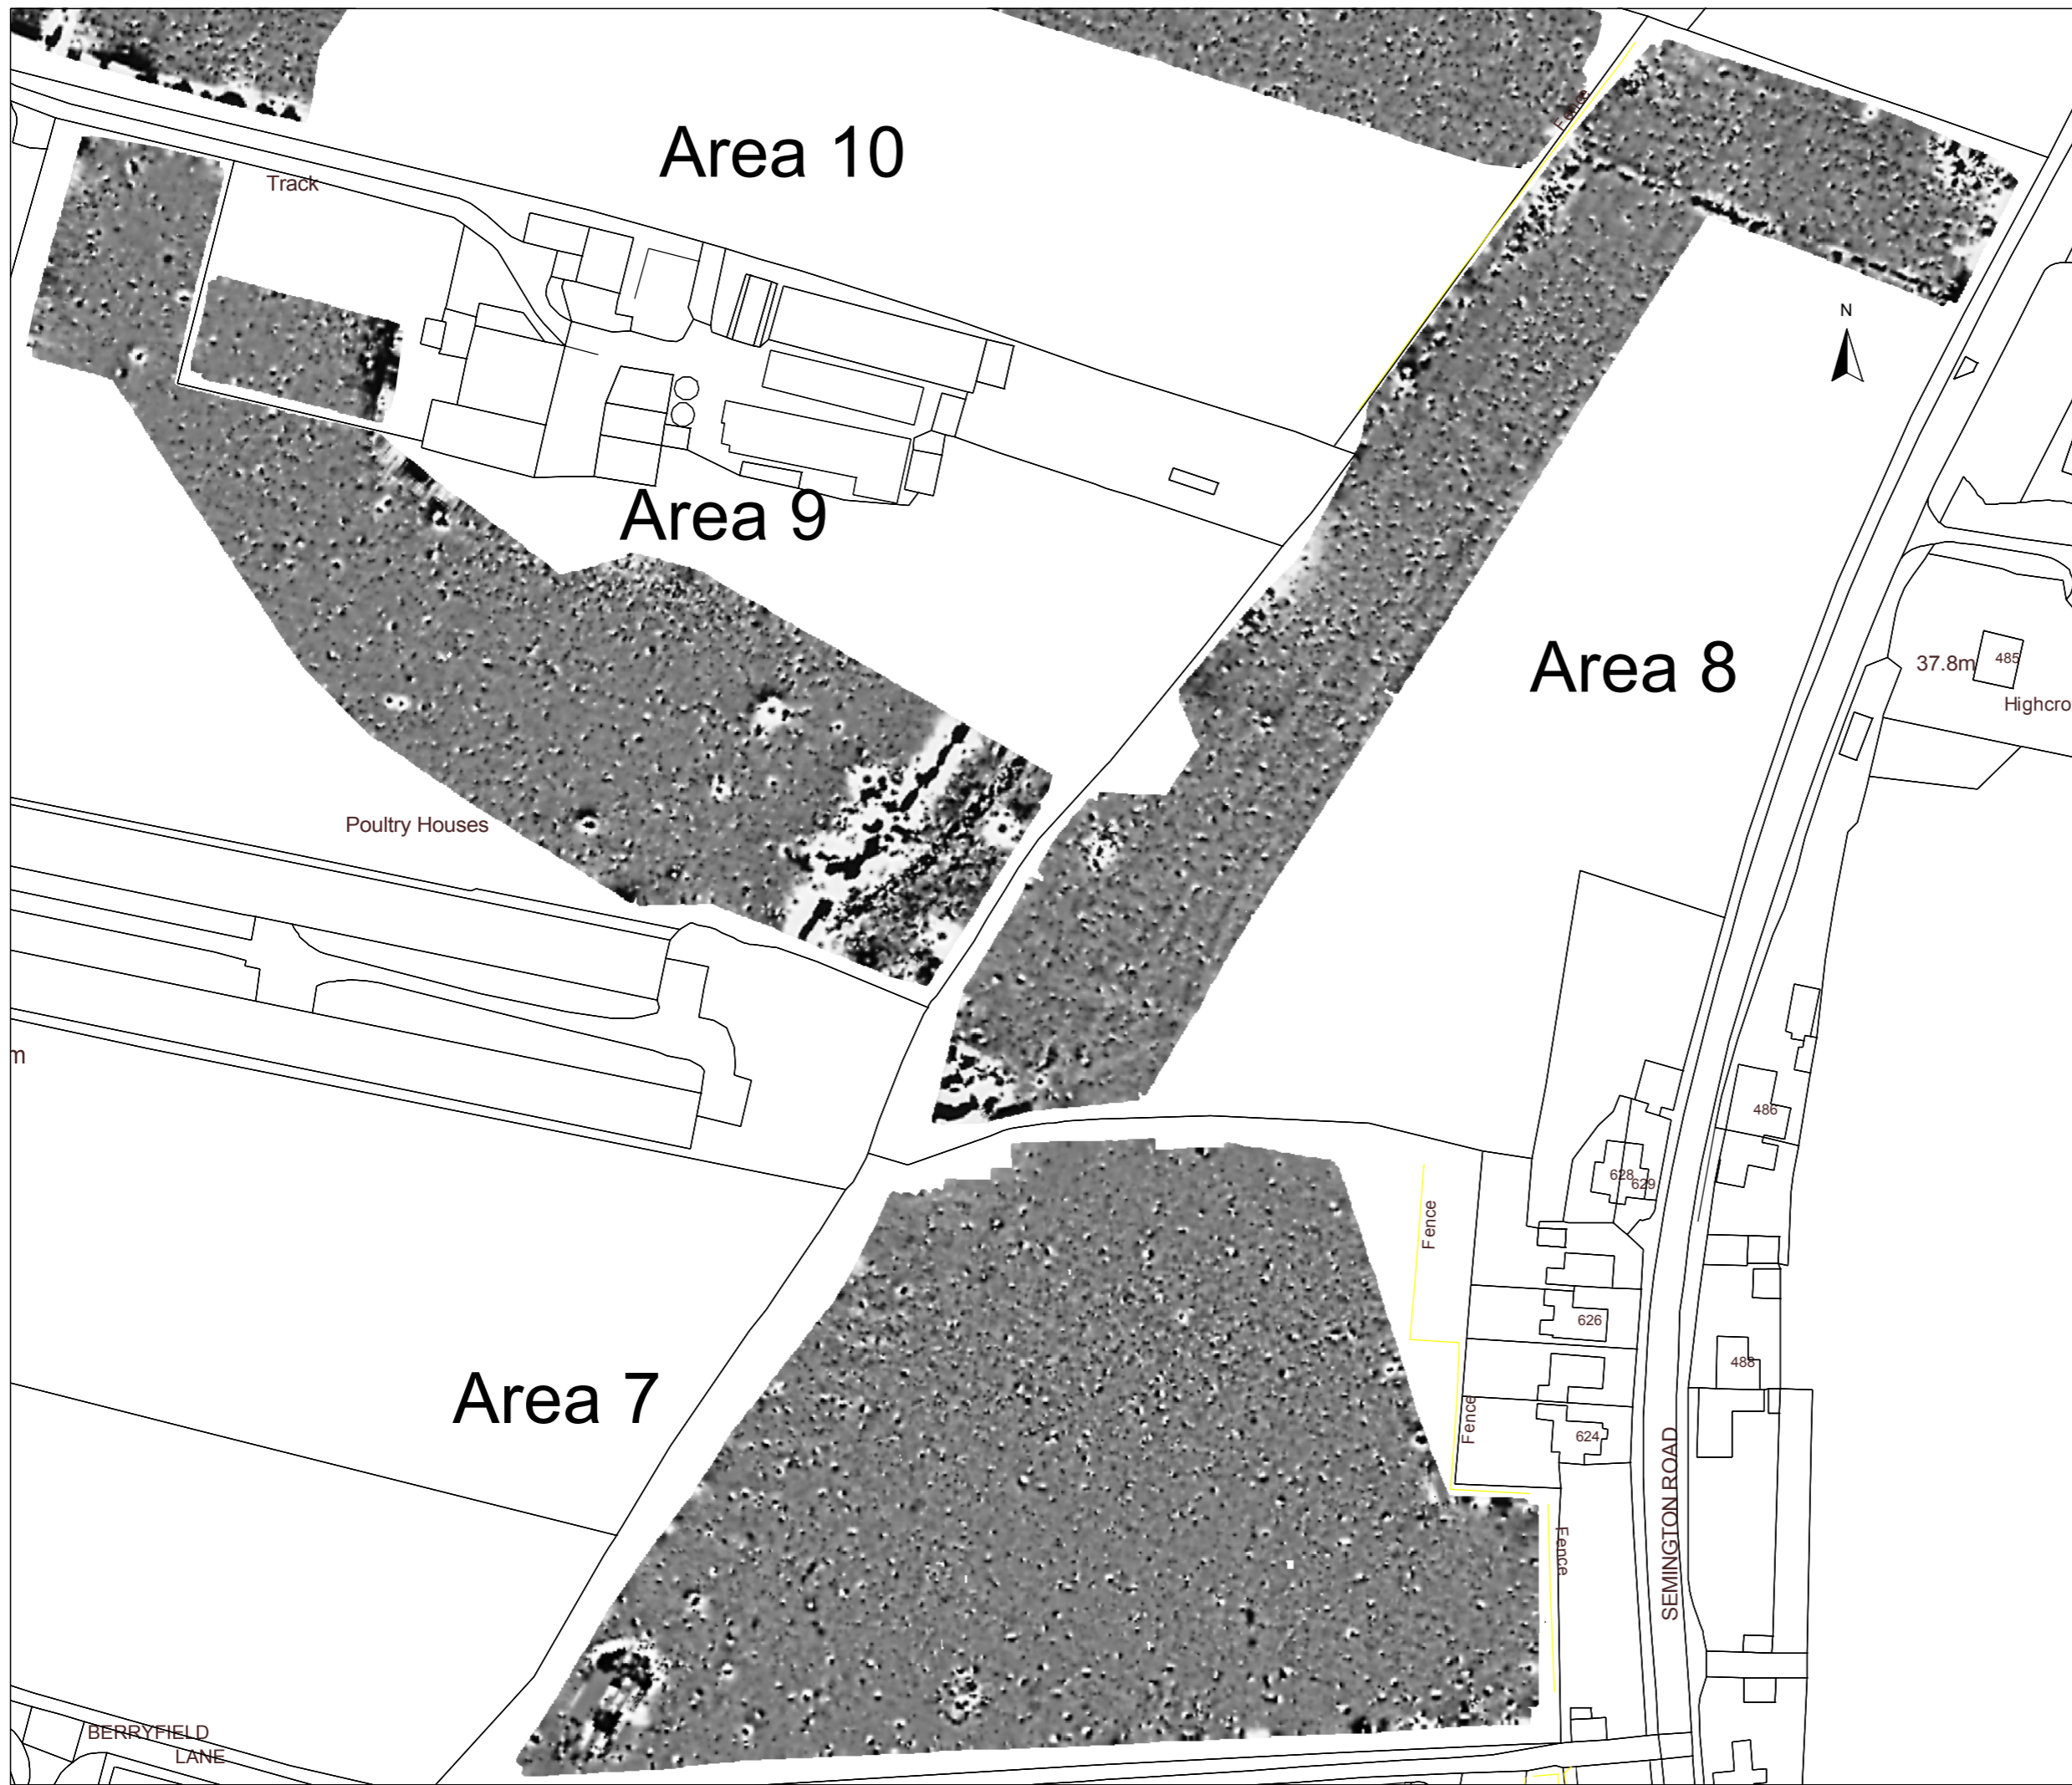 Fence
Area 10
Track
N
Area 9
Area 8
37.8m
485
Highcro
Poultry Houses
m
486
628
629
Fence
626
488
Area 7
Fence
624
SEMINGTON ROAD
Fence
BERRYFIELD
LANE